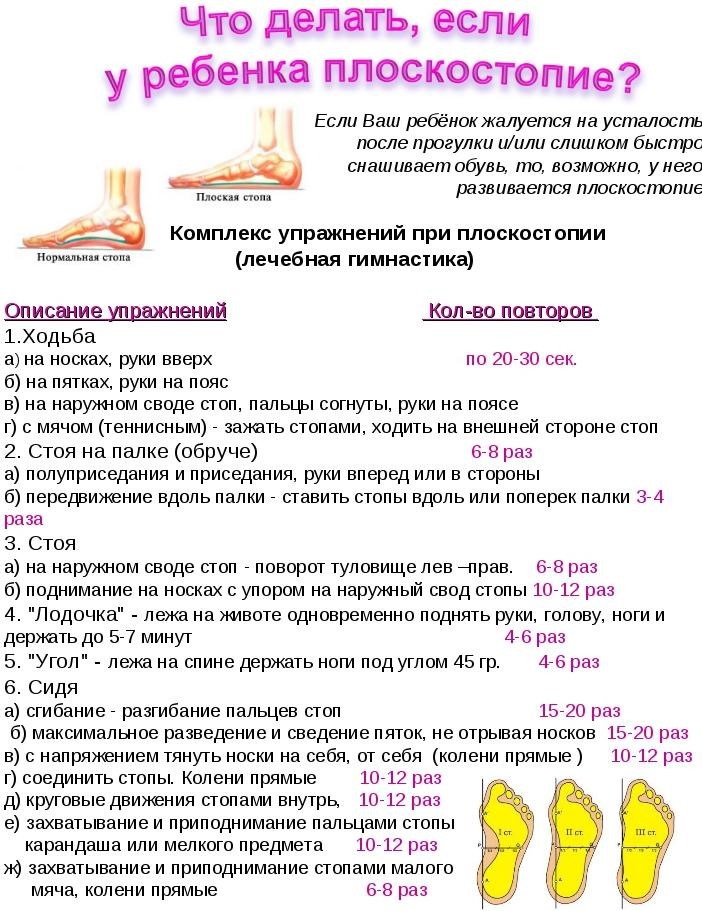 Что делать, если
у ребенка плоскостопие?
Если Ваш ребёнок жалуется на усталость
после прогулки и/или слишком быстро
снашивает обувь, то, возможно, у него
развивается плоскостопие
Плоская стопа
Нормальная стопа
Комплекс упражнений при плоскостопии
(лечебная гимнастика)
Описание упражнений Кол-во повторов
1.Ходьба
а) на носках, руки вверх по 20-30 сек.
б) на пятках, руки на пояс
в) на наружном своде стоп, пальцы согнуты, руки на поясе
г) с мячом (теннисным) - зажать стопами, ходить на внешней стороне стоп
2. Стоя на палке (обруче) 6-8 раз
а) полуприседания и приседания, руки вперед или в стороны
б) передвижение вдоль палки - ставить стопы вдоль или поперек палки 3-4
раза
3. Стоя
а) на наружном своде стоп - поворот туловище лев –прав. 6-8 раз
б) поднимание на носках с упором на наружный свод стопы 10-12 раз
4. "Лодочка" - лежа на животе одновременно поднять руки, голову, ноги и
держать до 5-7 минут 4-6 раз
5. "Угол" - лежа на спине держать ноги под углом 45 гр. 4-6 раз
6. Сидя
а) сгибание - разгибание пальцев стоп 15-20 раз
б) максимальное разведение и сведение пяток, не отрывая носков 15-20 раз
в) с напряжением тянуть носки на себя, от себя (колени прямые ) 10-12 раз
г) соединить стопы. Колени прямые 10-12 раз
д) круговые движения стопами внутрь, 10-12 раз
е) захватывание и приподнимание пальцами стопы
карандаша или мелкого предмета 10-12 раз
ж) захватывание и приподнимание стопами малого
мяча, колени прямые 6-8 раз
I ст. II ст. III ст.